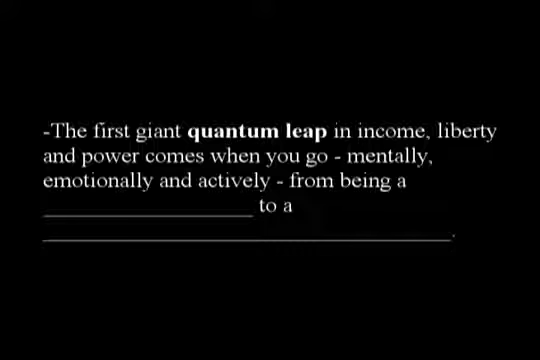 -The first giant quantum leap in income, liberty
and power comes when you go - mentally,
emotionally and actively - from being a
____________________ to a
_______________________________________.